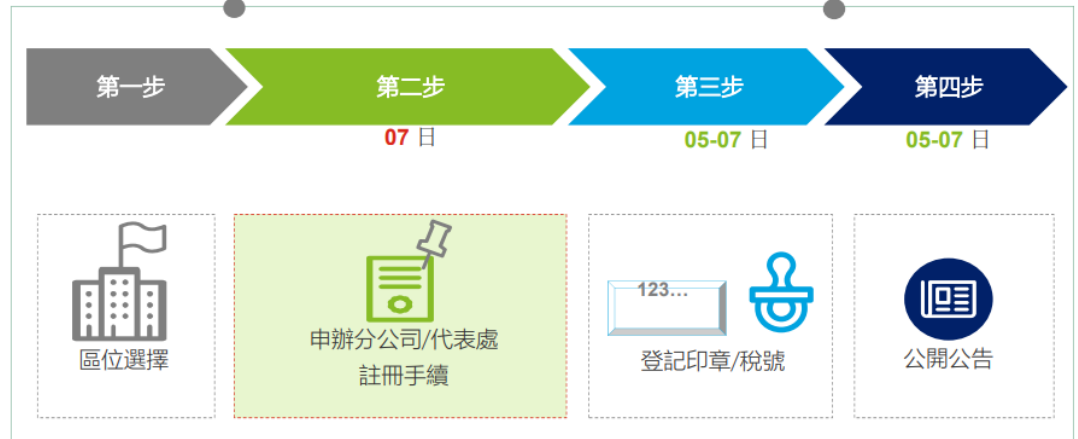 第一步
第二步
第三步
第四步
07 日
05-07 日
05-07 日
區位選擇
申辦分公司/代表處
註冊手續
123...
登記印章/稅號
公開公告